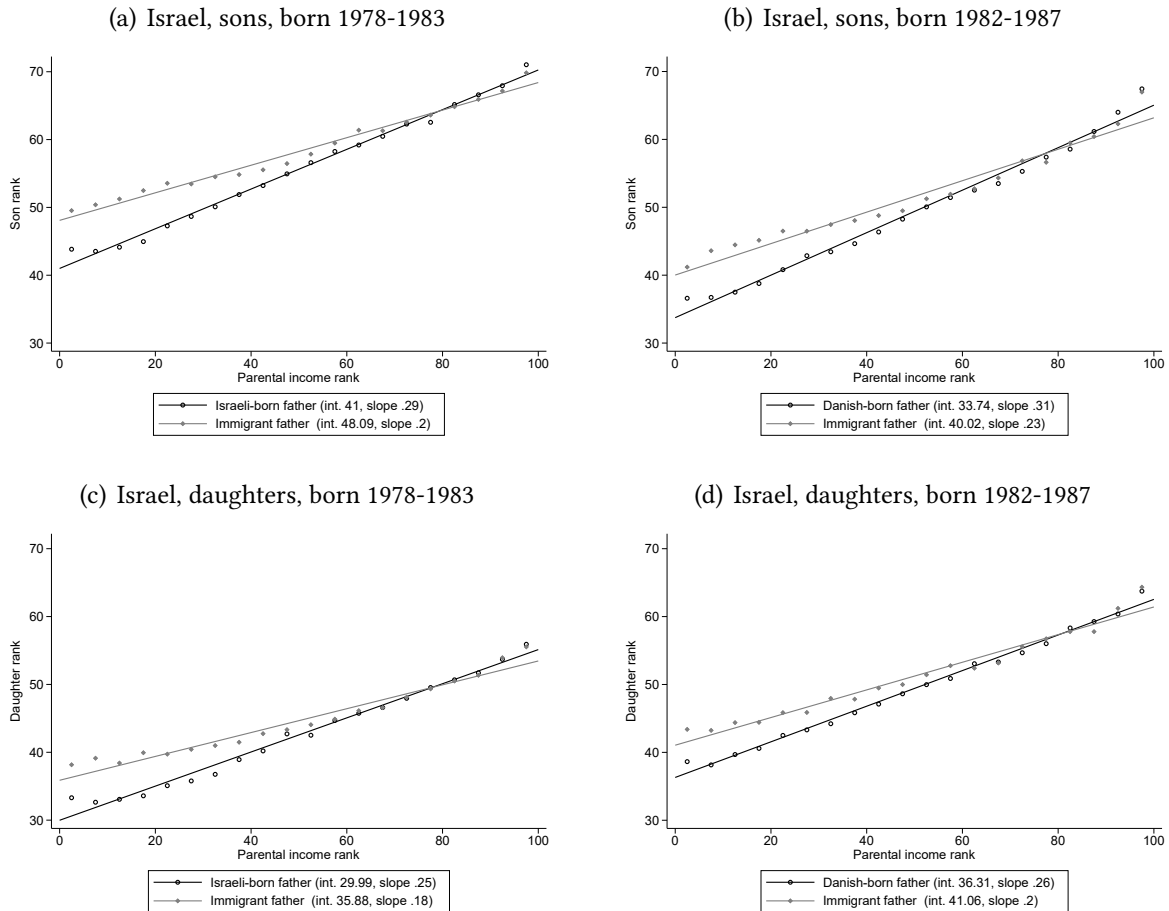 (a) Israel, sons, born 1978-1983
70
60
50
40
30
Son rank
0 20 40 60 80 100
Parental income rank
Israeli-born father (int. 41, slope .29)
Immigrant father (int. 48.09, slope .2)
(b) Israel, sons, born 1982-1987
70
60
50
40
30
Son rank
0 20 40 60 80 100
Parental income rank
Danish-born father (int. 33.74, slope .31)
Immigrant father (int. 40.02, slope .23)
(c) Israel, daughters, born 1978-1983
70
60
50
40
30
Daughter rank
0 20 40 60 80 100
Parental income rank
Israeli-born father (int. 29.99, slope .25)
Immigrant father (int. 35.88, slope .18)
(d) Israel, daughters, born 1982-1987
70
60
50
40
30
Daughter rank
0 20 40 60 80 100
Parental income rank
Danish-born father (int. 36.31, slope .26)
Immigrant father (int. 41.06, slope .2)